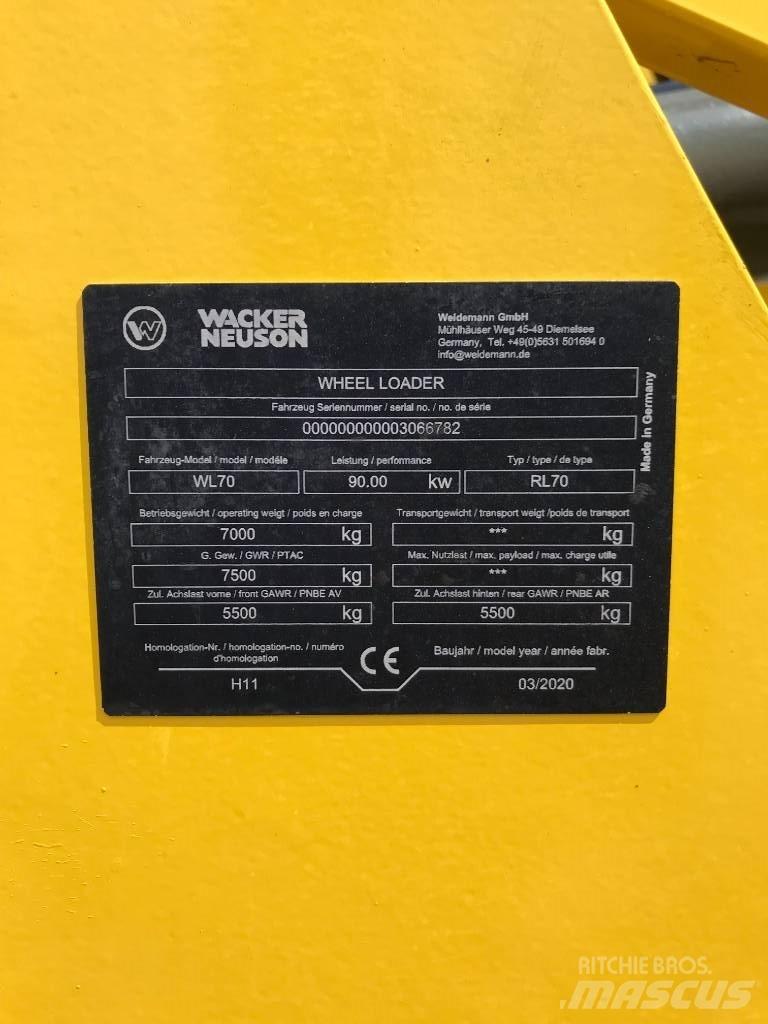 WACKER
NEUSON
Weidemann GmbH
Mühlhäuser Weg 45-49 Diemelsee
Germany, Tel. +49(0)5631 501694 0
info@weidemann.de
WHEEL LOADER
Fahrzeug Seriennummer / serial no. / no. de série
000000000003066782
Made in Germany
Fahrzeug-Model / model / modéle
Leistung / performance
Typ / type / de type
WL70
90.00 kw
RL70
Betriebsgewicht / operating weigt / poids en charge
Transportgewicht / transport weigt /poids de transport
7000 kg
*** kg
G. Gew. / GWR / PTAC
Max. Nutzlast / max. payload / max. charge utile
7500 kg
*** kg
Zul. Achslast vorne / front GAWR / PNBE AV
Zul. Achslast hinten / rear GAWR / PNBE AR
5500 kg
5500 kg
Homologation-Nr. / homologation-no. / numéro
d'homologation
CE
Baujahr / model year / année fabr.
H11
03/2020
RITCHIE BROS.
MASCUS